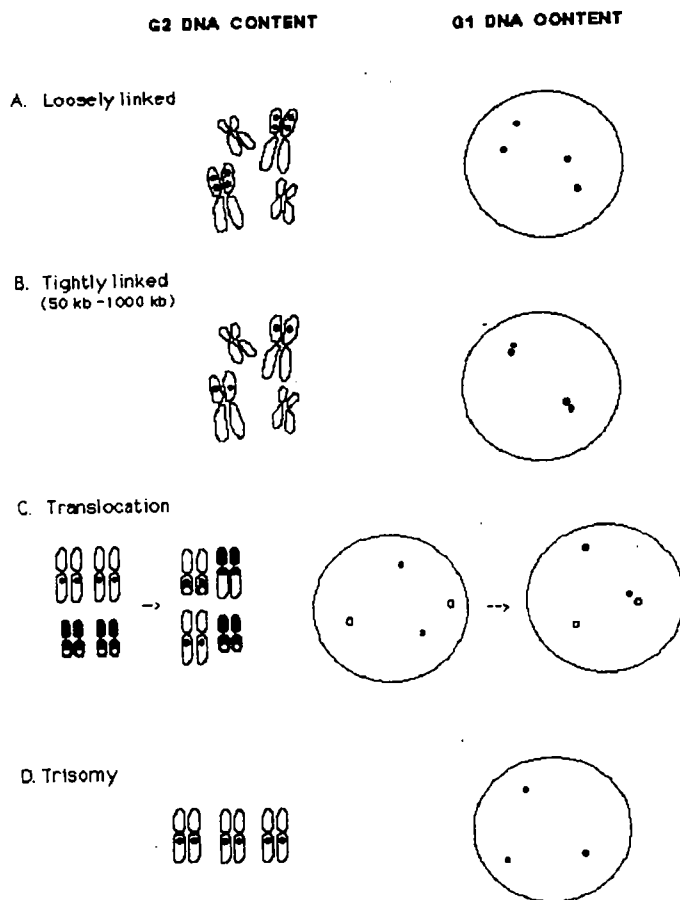 G2 DNA CONTENT
G1 DNA OONTENT
A. Loosely linked
B. Tightly linked
(50 kb-1000 kb)
C. Translocation
D. Trisomy